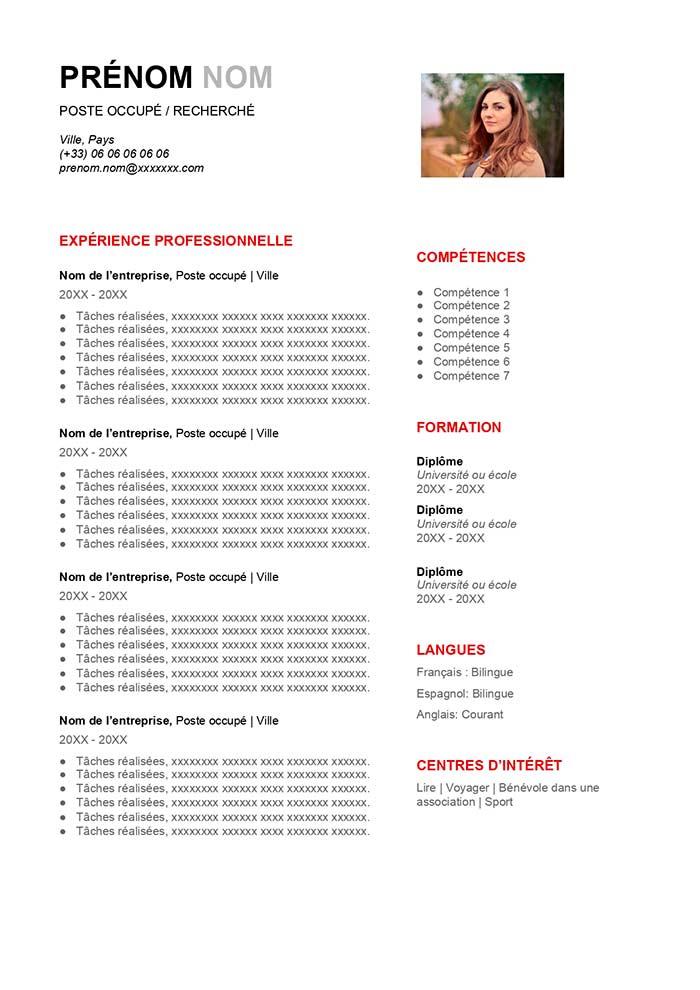 PRÉNOM NOM
POSTE OCCUPÉ / RECHERCHÉ
Ville, Pays
(+33) 06 06 06 06 06
prenom.nom@xxxxxxx.com
EXPÉRIENCE PROFESSIONNELLE
Nom de l'entreprise, Poste occupé | Ville
20XX - 20XX
● Tâches réalisées, xxxxxxxx xxxxxx xxxx xxxxxxx xxxxxx.
● Tâches réalisées, xxxxxxxx xxxxxx xxxx xxxxxxx xxxxxx.
● Tâches réalisées, xxxxxxxx xxxxxx xxxx xxxxxxx xxxxxx.
● Tâches réalisées, xxxxxxxx xxxxxx xxxx xxxxxxx xxxxxx.
● Tâches réalisées, xxxxxxxx xxxxxx xxxx xxxxxxx xxxxxx.
● Tâches réalisées, xxxxxxxx xxxxxx xxxx xxxxxxx xxxxxx.
● Tâches réalisées, xxxxxxxx xxxxxx xxxx xxxxxxx xxxxxx.
Nom de l'entreprise, Poste occupé | Ville
20XX - 20XX
● Tâches réalisées, xxxxxxxx xxxxxx xxxx xxxxxxx xxxxxx.
● Tâches réalisées, xxxxxxxx xxxxxx xxxx xxxxxxx xxxxxx.
● Tâches réalisées, xxxxxxxx xxxxxx xxxx xxxxxxx xxxxxx.
● Tâches réalisées, xxxxxxxx xxxxxx xxxx xxxxxxx xxxxxx.
● Tâches réalisées, xxxxxxxx xxxxxx xxxx xxxxxxx xxxxxx.
● Tâches réalisées, xxxxxxxx xxxxxx xxxx xxxxxxx xxxxxx.
Nom de l'entreprise, Poste occupé | Ville
20XX - 20XX
● Tâches réalisées, xxxxxxxx xxxxxx xxxx xxxxxxx xxxxxx.
● Tâches réalisées, xxxxxxxx xxxxxx xxxx xxxxxxx xxxxxx.
● Tâches réalisées, xxxxxxxx xxxxxx xxxx xxxxxxx xxxxxx.
● Tâches réalisées, xxxxxxxx xxxxxx xxxx xxxxxxx xxxxxx.
● Tâches réalisées, xxxxxxxx xxxxxx xxxx xxxxxxx xxxxxx.
● Tâches réalisées, xxxxxxxx xxxxxx xxxx xxxxxxx xxxxxx.
Nom de l'entreprise, Poste occupé | Ville
20XX - 20XX
● Tâches réalisées, xxxxxxxx xxxxxx xxxx xxxxxxx xxxxxx.
● Tâches réalisées, xxxxxxxx xxxxxx xxxx xxxxxxx xxxxxx.
● Tâches réalisées, xxxxxxxx xxxxxx xxxx xxxxxxx xxxxxx.
● Tâches réalisées, xxxxxxxx xxxxxx xxxx xxxxxxx xxxxxx.
● Tâches réalisées, xxxxxxxx xxxxxx xxxx xxxxxxx xxxxxx.
● Tâches réalisées, xxxxxxxx xxxxxx xxxx xxxxxxx xxxxxx.
COMPÉTENCES
● Compétence 1
● Compétence 2
● Compétence 3
● Compétence 4
● Compétence 5
● Compétence 6
● Compétence 7
FORMATION
Diplôme
Université ou école
20XX - 20XX
Diplôme
Université ou école
20XX - 20XX
Diplôme
Université ou école
20XX - 20XX
LANGUES
Français : Bilingue
Espagnol: Bilingue
Anglais: Courant
CENTRES D'INTÉRÊT
Lire | Voyager | Bénévole dans une
association | Sport